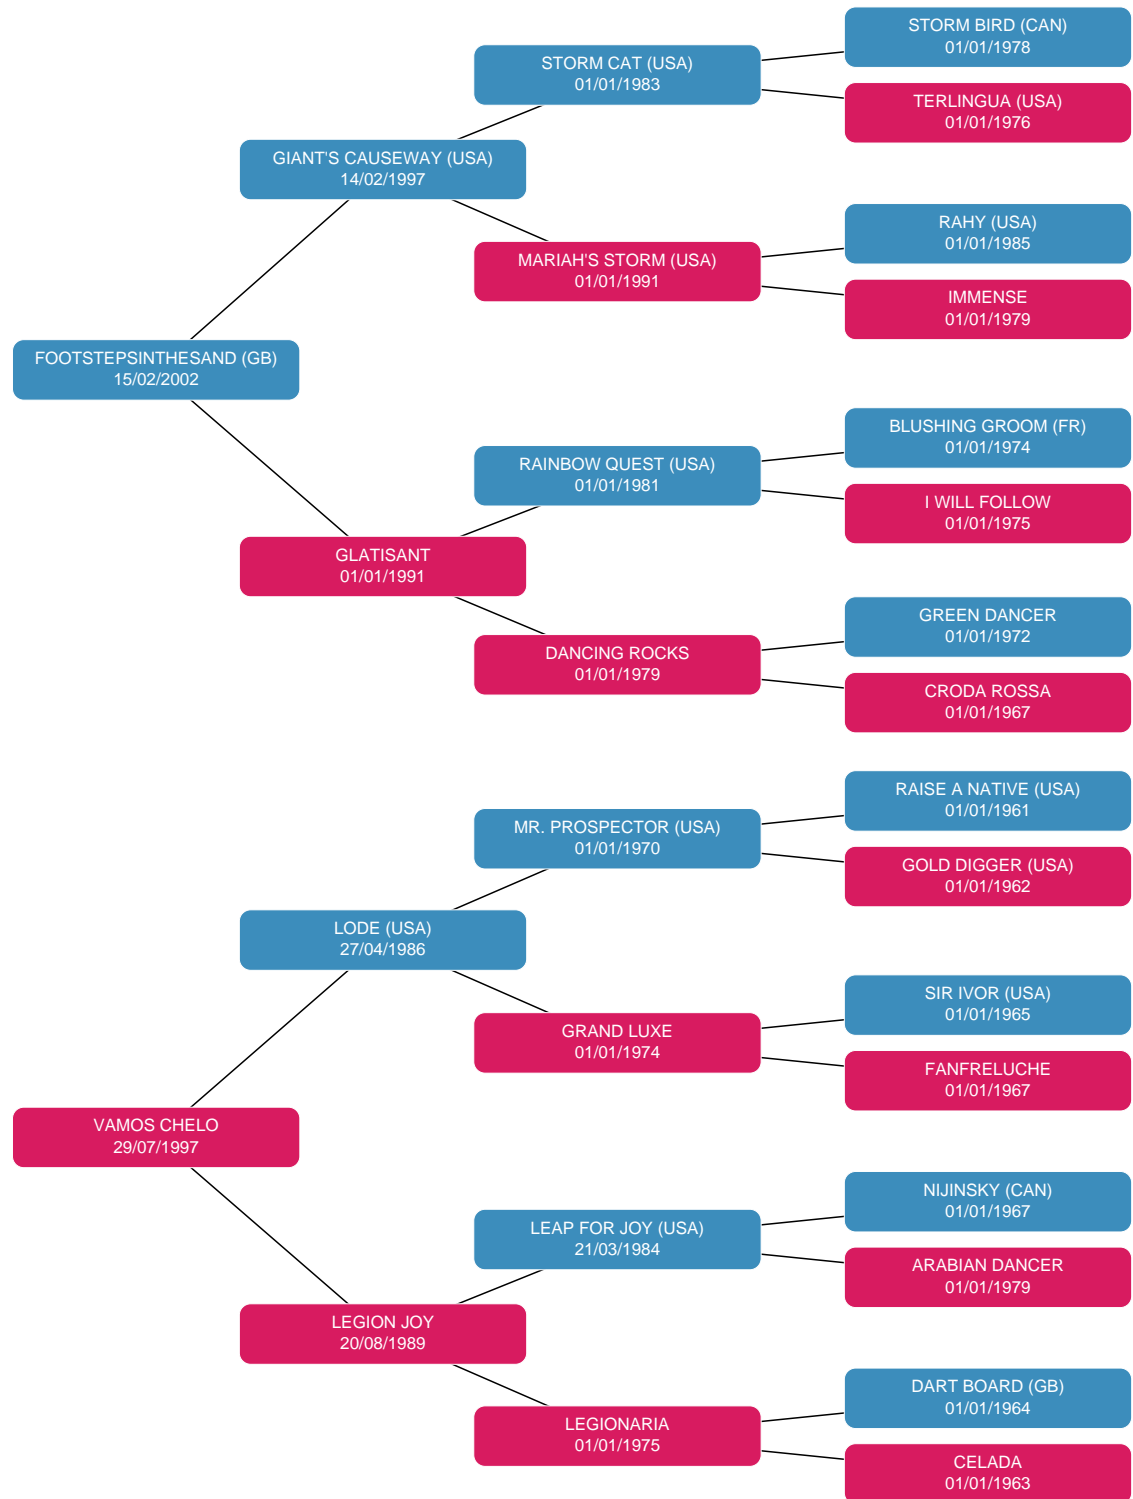 STORM BIRD (CAN)
01/01/1978
STORM CAT (USA)
01/01/1983
TERLINGUA (USA)
01/01/1976
GIANT'S CAUSEWAY (USA)
14/02/1997
RAHY (USA)
01/01/1985
MARIAH'S STORM (USA)
01/01/1991
IMMENSE
01/01/1979
FOOTSTEPSINTHESAND (GB)
15/02/2002
BLUSHING GROOM (FR)
01/01/1974
RAINBOW QUEST (USA)
01/01/1981
I WILL FOLLOW
01/01/1975
GLATISANT
01/01/1991
GREEN DANCER
01/01/1972
DANCING ROCKS
01/01/1979
CRODA ROSSA
01/01/1967
RAISE A NATIVE (USA)
01/01/1961
MR. PROSPECTOR (USA)
01/01/1970
GOLD DIGGER (USA)
01/01/1962
LODE (USA)
27/04/1986
SIR IVOR (USA)
01/01/1965
GRAND LUXE
01/01/1974
FANFRELUCHE
01/01/1967
VAMOS CHELO
29/07/1997
NIJINSKY (CAN)
01/01/1967
LEAP FOR JOY (USA)
21/03/1984
ARABIAN DANCER
01/01/1979
LEGION JOY
20/08/1989
DART BOARD (GB)
01/01/1964
LEGIONARIA
01/01/1975
CELADA
01/01/1963